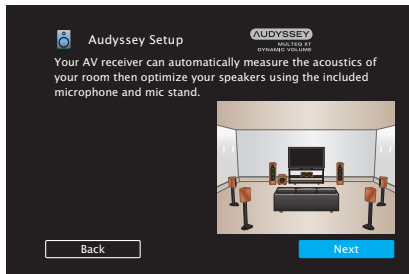 Audyssey Setup
AUDYSSEY
MULTEQ XT
DYNAMIC VOLUME
Your AV receiver can automatically measure the acoustics of
your room then optimize your speakers using the included
microphone and mic stand.
Back
Next